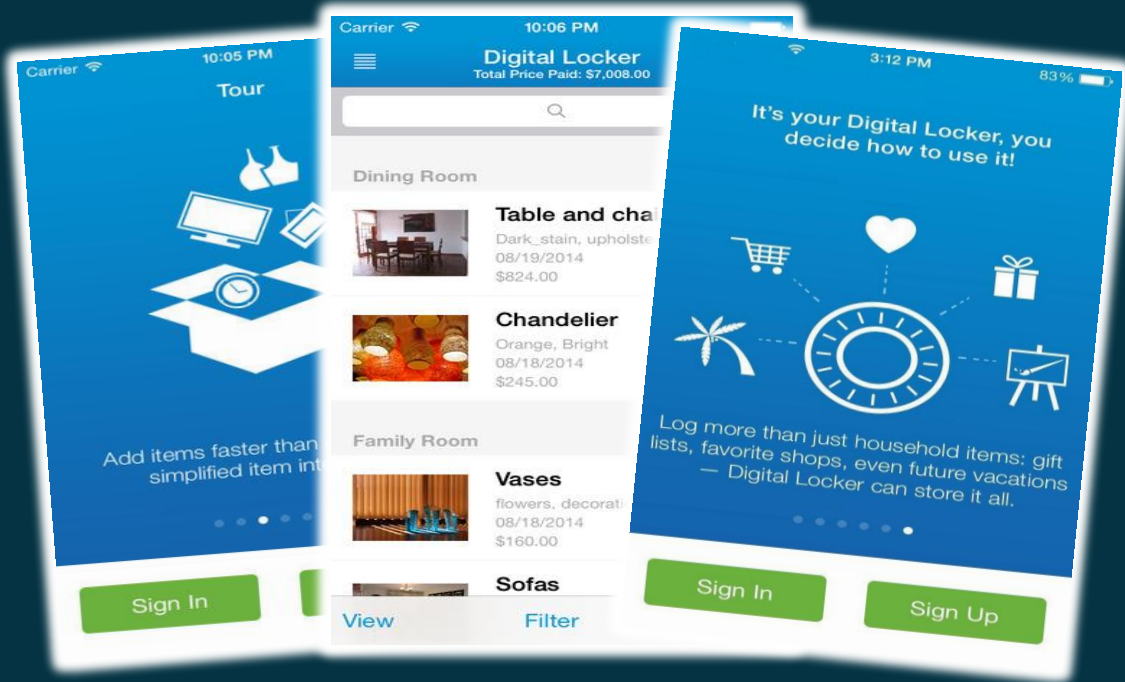 Carrier
10:05 PM
Tour
Add items faster than
simplified item
Sign In
Carrier
10:06 PM
Digital Locker
Total Price Paid: $7,008.00
Dining Room
Table and
Dark_stain,
08/19/2014
$824.00
Chandelier
Orange, Bright
08/18/2014
$245.00
Family Room
Vases
flowers,
08/18/2014
$160.00
Sofas
View
Filter
3:12 PM
83%
It's your Digital Locker, you
decide how to use it!
Log more than just household items: gift
lists, favorite shops, even future vacations
— Digital Locker can store it all.
Sign In
Sign Up